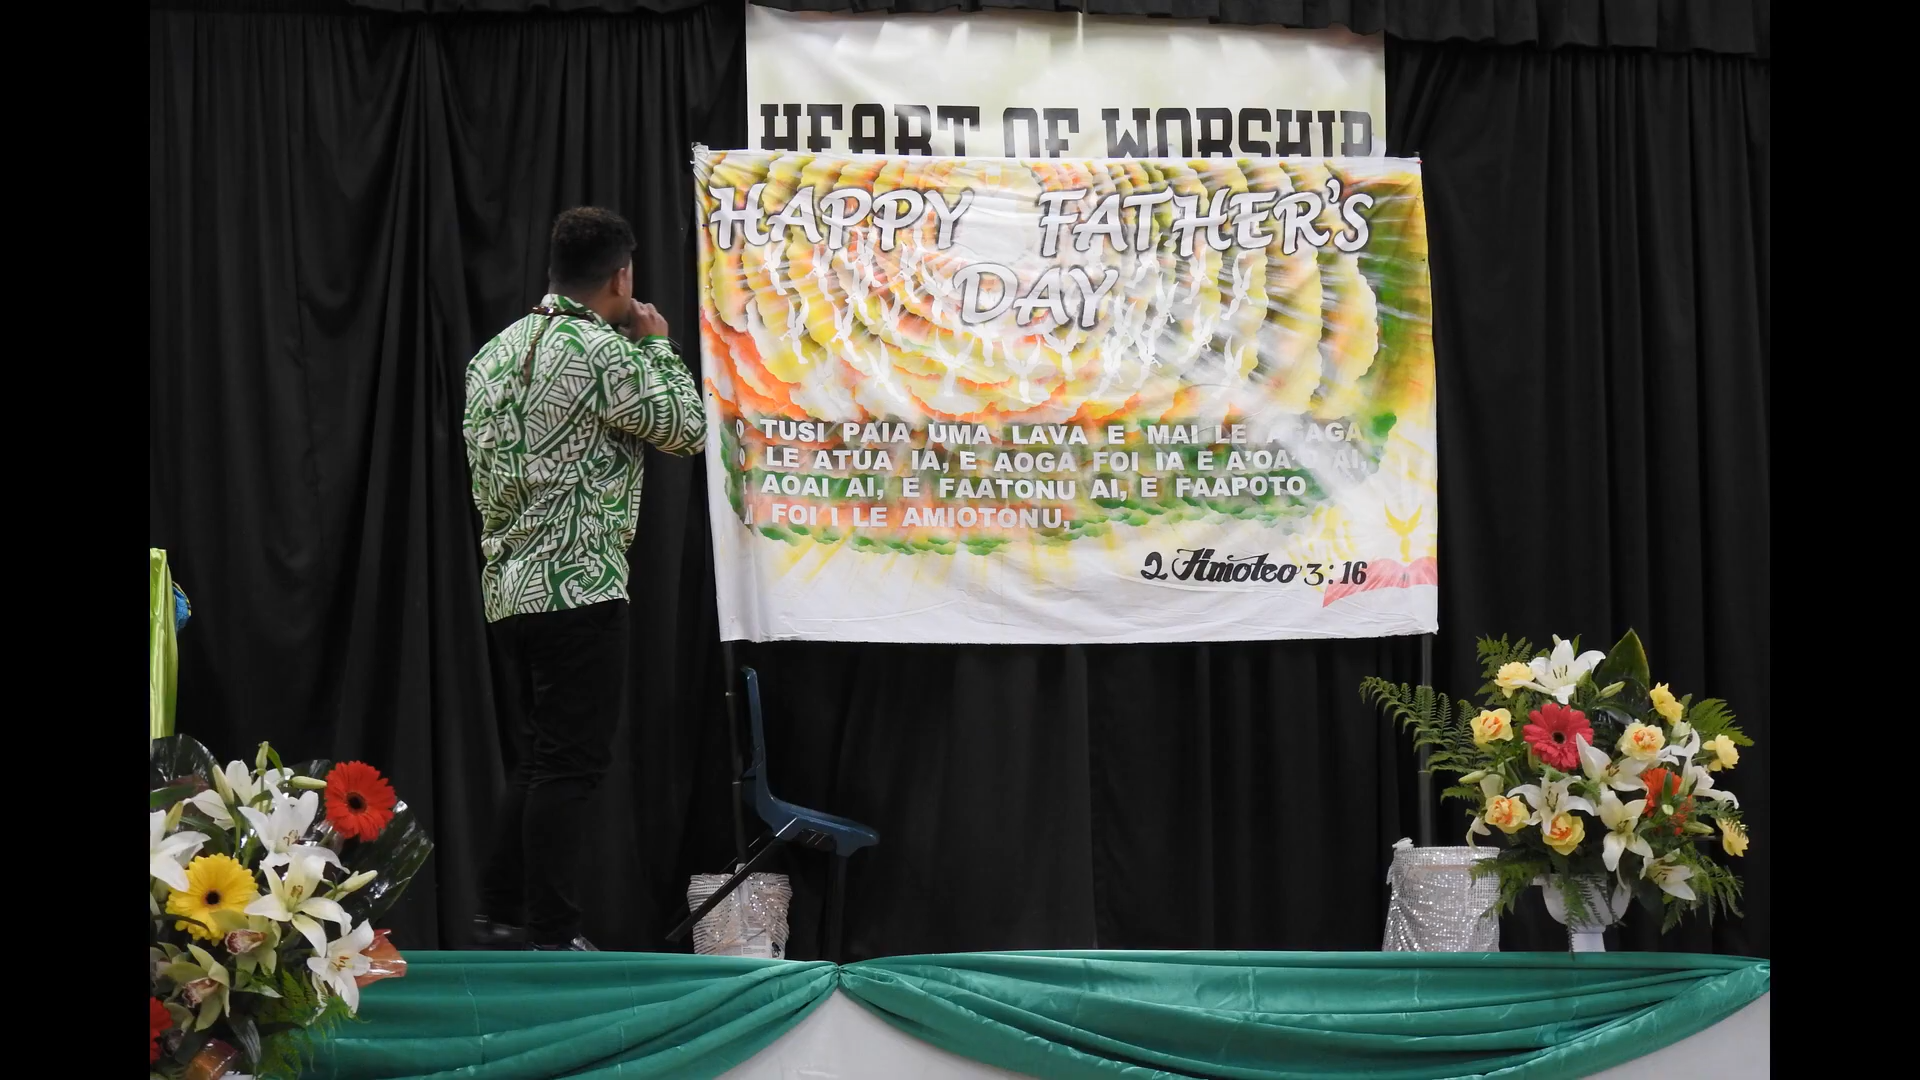 HEART OF WORSHIP
HAPPY FATHER'S
DAY
O TUSI PAIA UMA LAVA E MAI LE
O LE ATUA IA, E AOGA FOI IA E
AOAI AI, E FAATONU AI, E FAAPOTO
AI FOI I LE AMIOTONU,
2 Timoteo 3:16